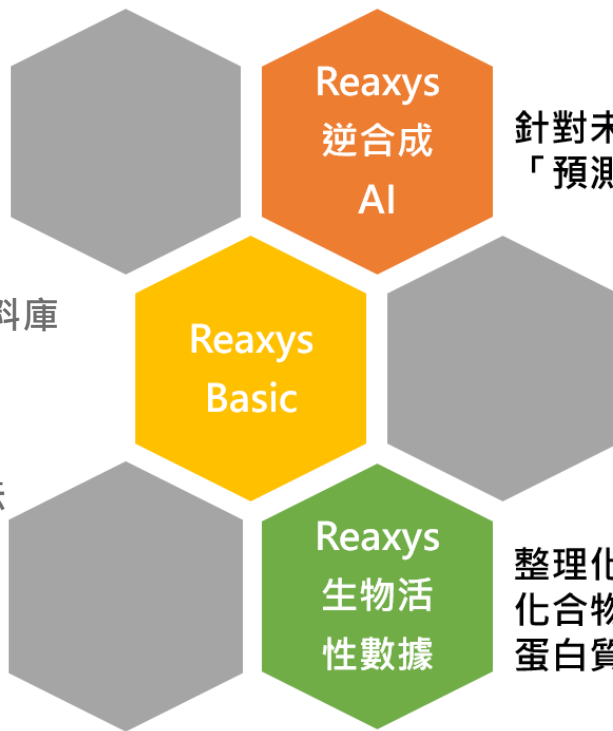 Reaxys
逆合成
AI
針對未
「預測
料庫
Reaxys
Basic
法
Reaxys
生物活
性數據
整理化
化合物
蛋白質